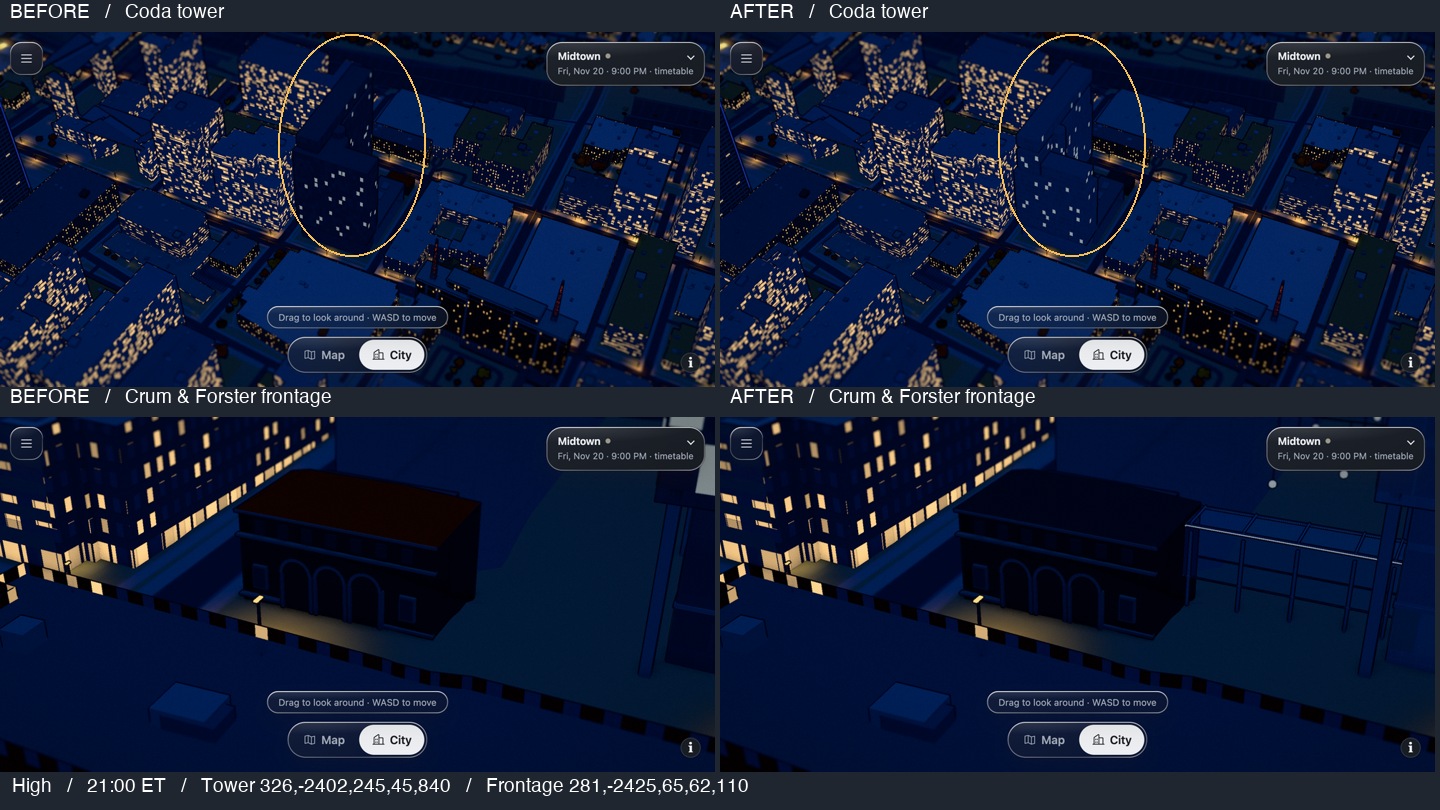 BEFORE / Coda tower
AFTER / Coda tower
Midtown
Fri, Nov 20 · 9:00 PM · timetable
Midtown
Fri, Nov 20 · 9:00 PM · timetable
Drag to look around · WASD to move
Drag to look around · WASD to move
Map City
i
Map City
i
BEFORE / Crum & Forster frontage
AFTER / Crum & Forster frontage
Midtown
Fri, Nov 20 · 9:00 PM · timetable
Midtown
Fri, Nov 20 · 9:00 PM · timetable
Drag to look around · WASD to move
Drag to look around · WASD to move
Map City
i
Map City
i
High / 21:00 ET / Tower 326,-2402,245,45,840 / Frontage 281,-2425,65,62,110